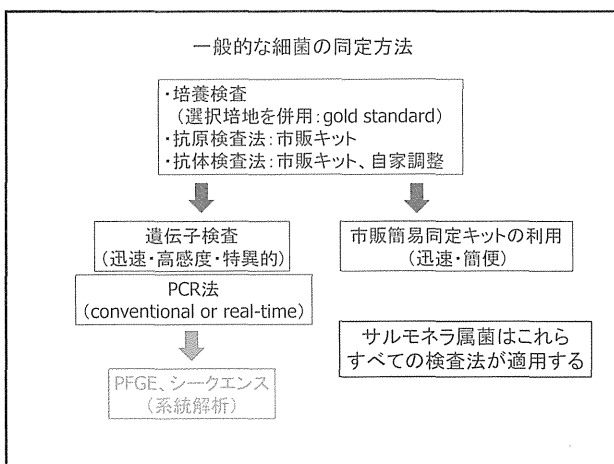 一般的な細菌の同定方法
・培養検査
(選択培地を併用:gold standard)
・抗原検査法:市販キット
・抗体検査法:市販キット、自家調整
遺伝子検査
(迅速・高感度・特異的)
PCR法
(conventional or real-time)
PFGE、シークエンス
(系統解析)
市販簡易同定キットの利用
(迅速・簡便)
サルモネラ属菌はこれら
すべての検査法が適用する